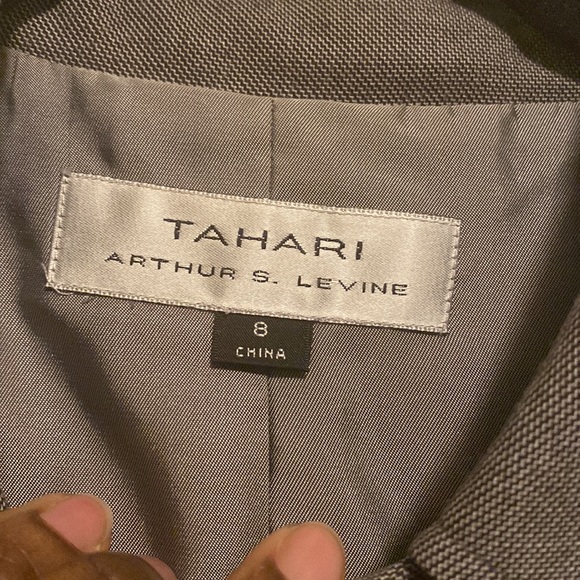 TAHARI
ARTHUR S. LEVINE
8
CHINA